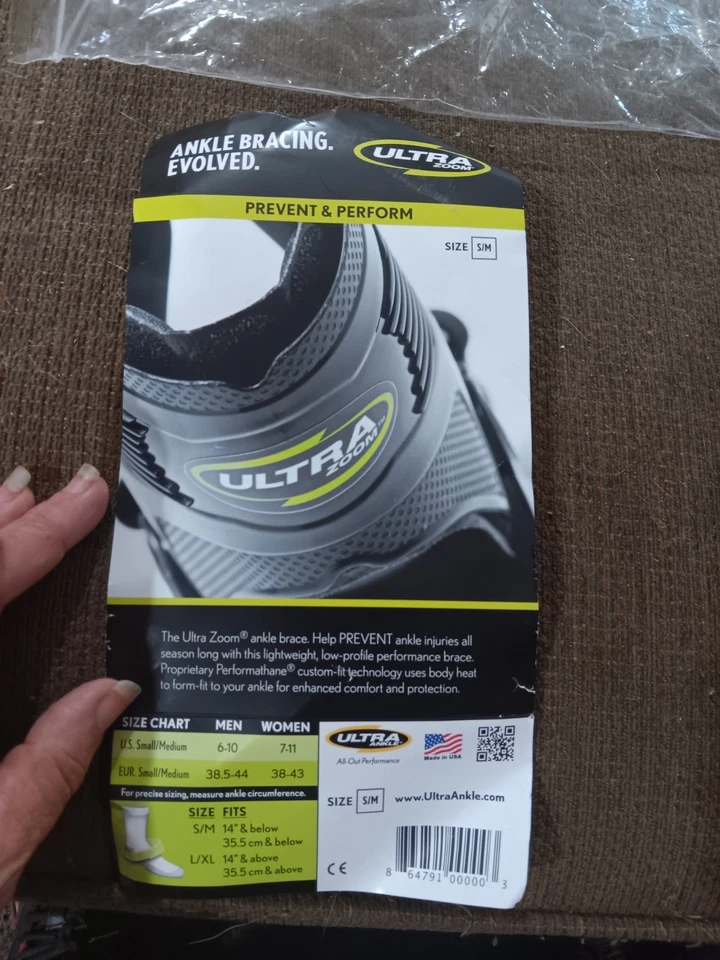 ANKLE BRACING.
EVOLVED.
ULTRA
ZOOM™
PREVENT & PERFORM
SIZE S/M
ULTRA
ZOOM™
The Ultra Zoom® ankle brace. Help PREVENT ankle injuries all
season long with this lightweight, low-profile performance brace.
Proprietary Performathane® custom-fit technology uses body heat
to form-fit to your ankle for enhanced comfort and protection.
SIZE CHART MEN WOMEN
U.S. Small/Medium 6-10 7-11
EUR. Small/Medium 38.5-44 38-43
For precise sizing, measure ankle circumference.
SIZE FITS
S/M 14" & below
35.5 cm & below
L/XL 14" & above
35.5 cm & above
ULTRA
ANKLE®
All-Out Performance
Made in USA
SIZE S/M www.UltraAnkle.com
CE
8 64791 00000 3